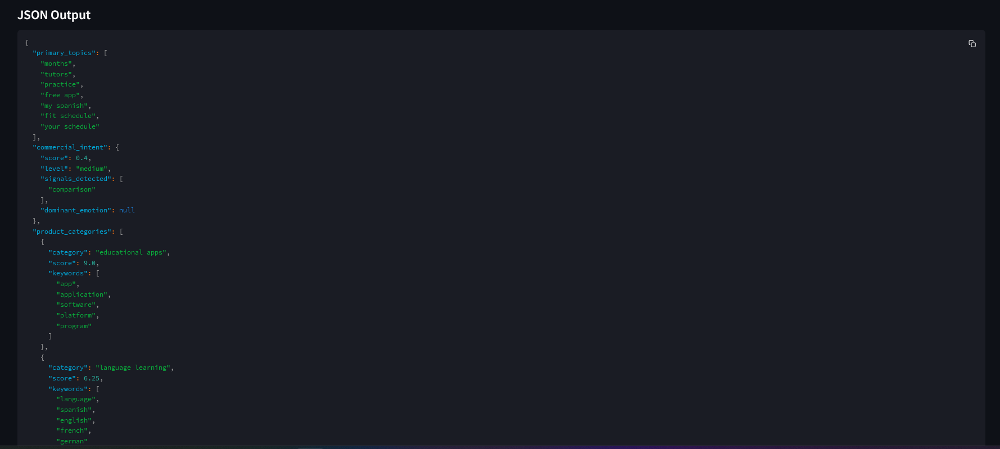 JSON Output
{
  "primary_topics": [
    "months",
    "tutors",
    "practice",
    "free app",
    "my spanish",
    "fit schedule",
    "your schedule"
  ],
  "commercial_intent": {
    "score": 0.4,
    "level": "medium",
    "signals_detected": [
      "comparison"
    ],
    "dominant_emotion": null
  },
  "product_categories": [
    {
      "category": "educational apps",
      "score": 9.0,
      "keywords": [
        "app",
        "application",
        "software",
        "platform",
        "program"
      ]
    },
    {
      "category": "language learning",
      "score": 6.25,
      "keywords": [
        "language",
        "spanish",
        "english",
        "french",
        "german"